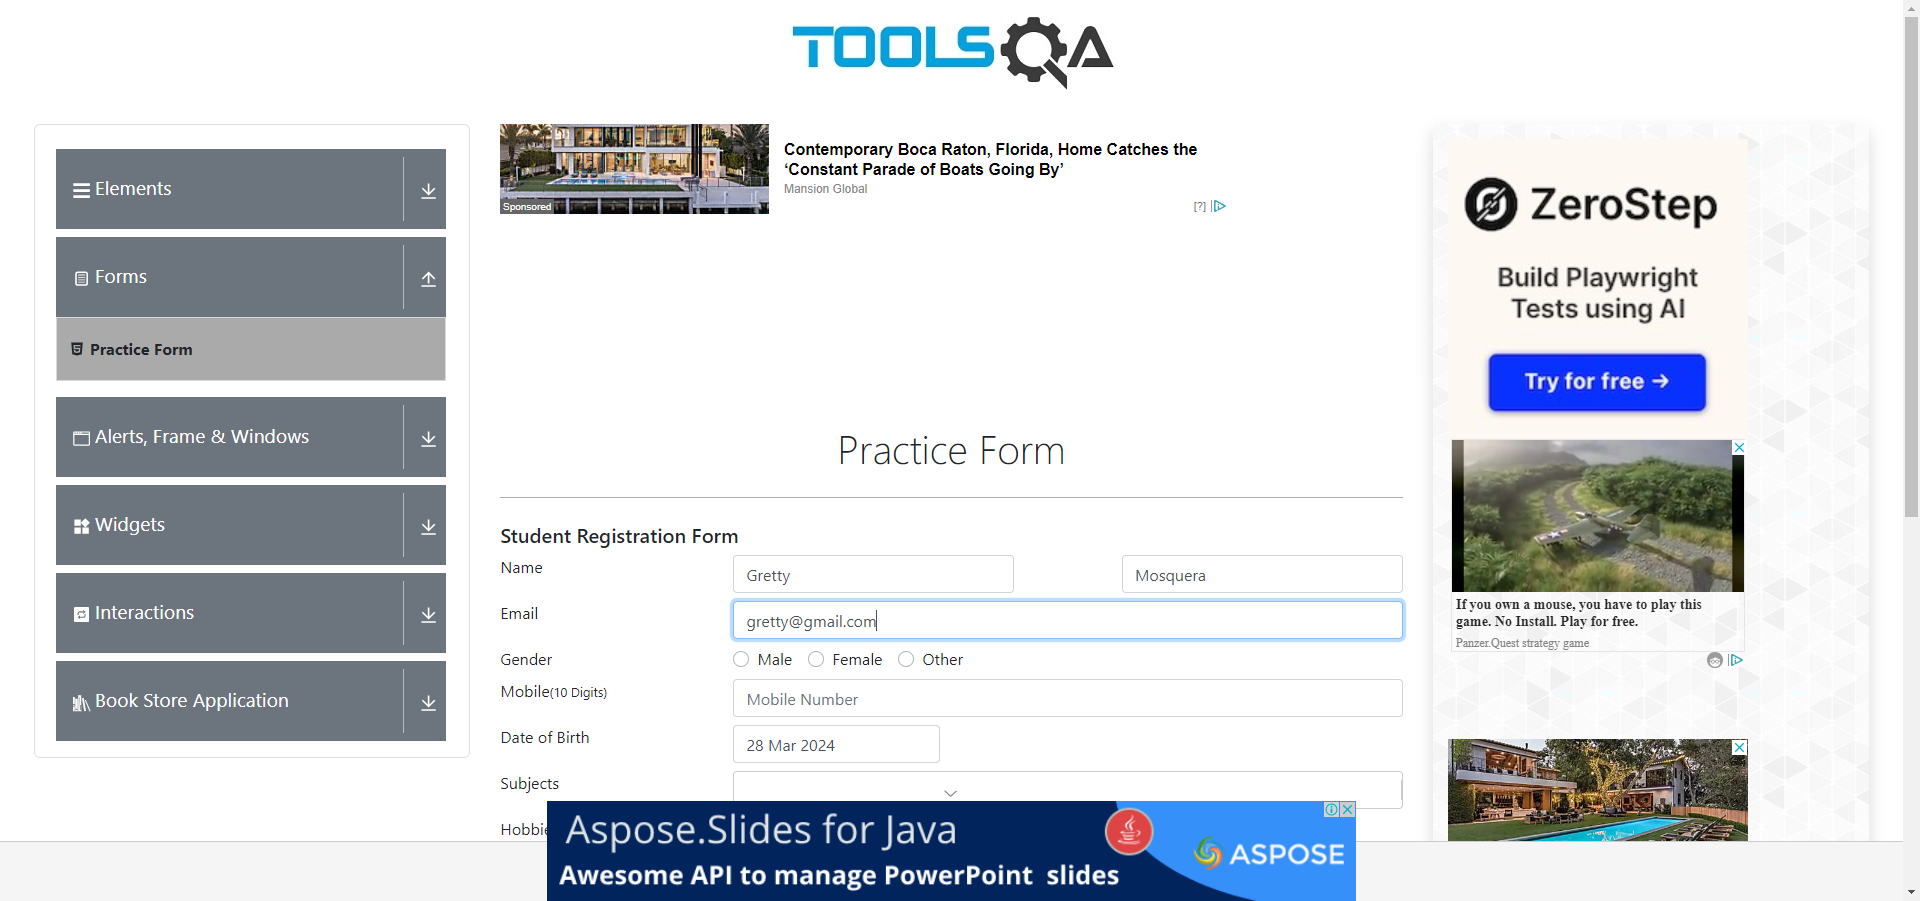 TOOLSQA
Elements
Forms
Practice Form
Alerts, Frame & Windows
Widgets
Interactions
Book Store Application
Sponsored
Contemporary Boca Raton, Florida, Home Catches the
‘Constant Parade of Boats Going By’
Mansion Global
[?]
Practice Form
Student Registration Form
Name
Gretty
Mosquera
Email
gretty@gmail.com
Gender
Male
Female
Other
Mobile(10 Digits)
Mobile Number
Date of Birth
28 Mar 2024
Subjects
Hobbie
Aspose.Slides for Java
Awesome API to manage PowerPoint slides
ASPOSE
ZeroStep
Build Playwright
Tests using AI
Try for free →
If you own a mouse, you have to play this
game. No Install. Play for free.
Panzer.Quest strategy game